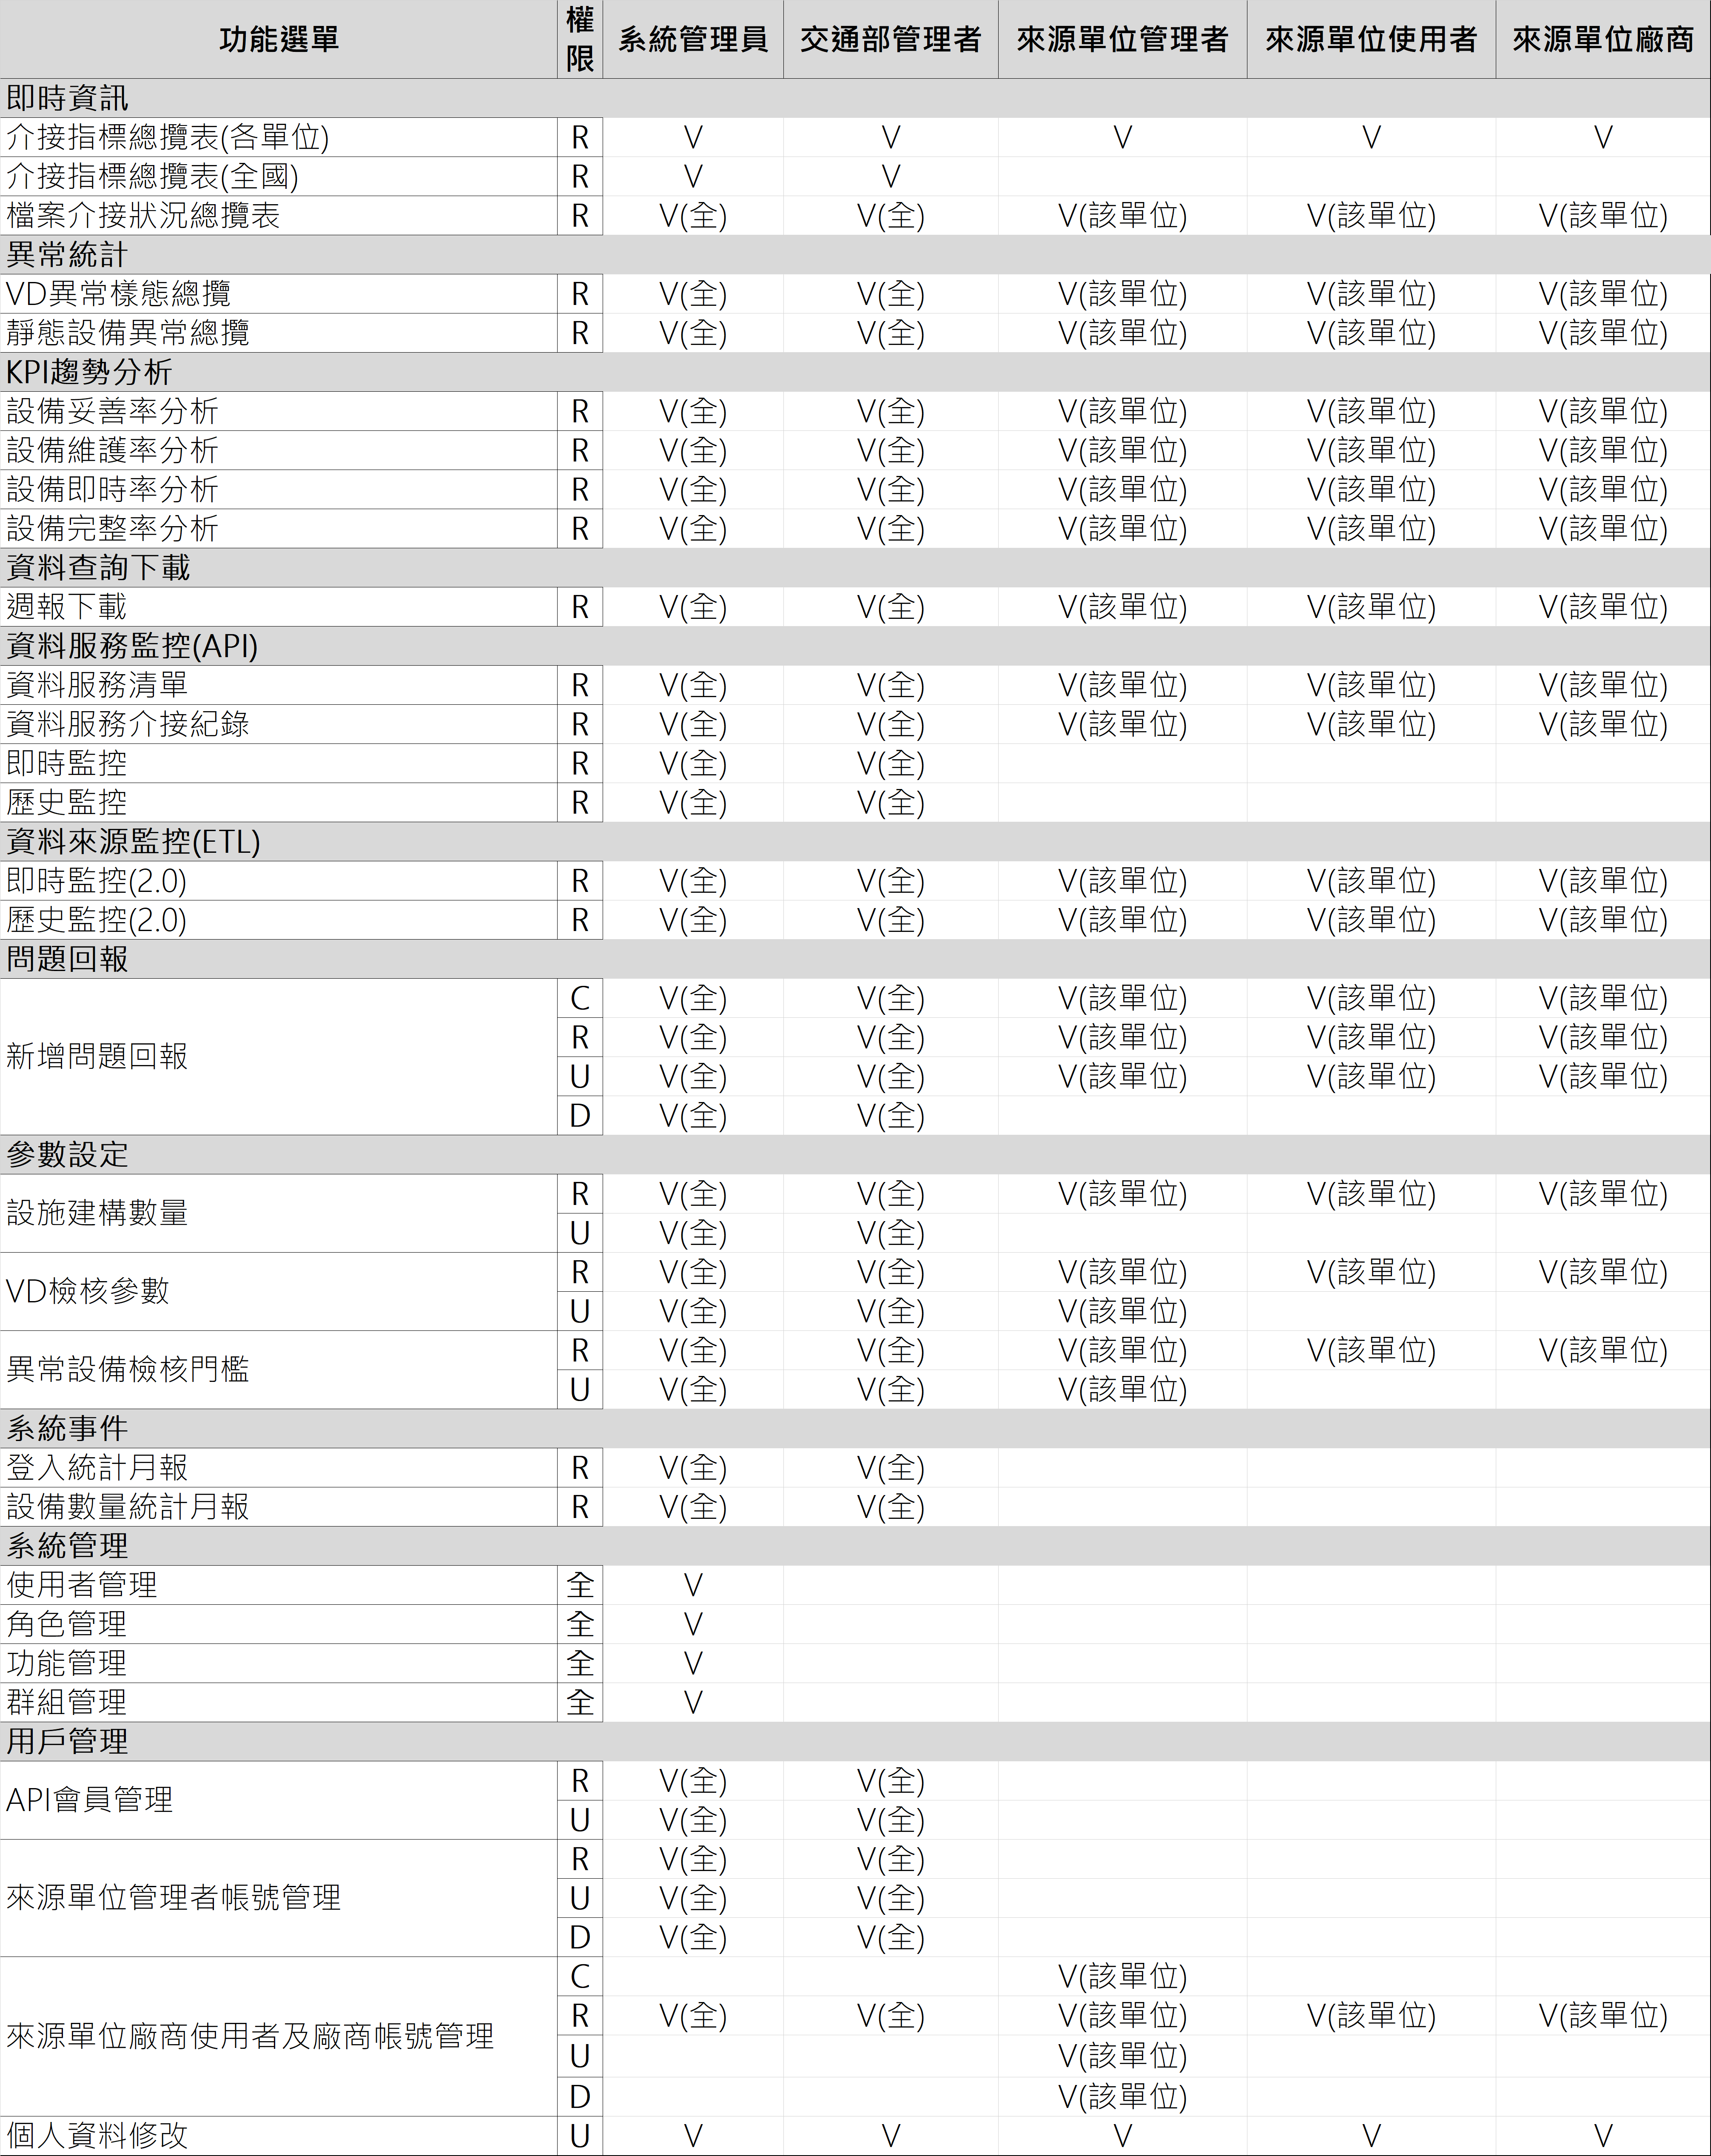 功能選單 權限 系統管理員 交通部管理者 來源單位管理者 來源單位使用者 來源單位廠商
即時資訊
介接指標總攬表(各單位) R V V V V V
介接指標總攬表(全國) R V V
檔案介接狀況總攬表 R V(全) V(全) V(該單位) V(該單位) V(該單位)
異常統計
VD異常樣態總攬 R V(全) V(全) V(該單位) V(該單位) V(該單位)
靜態設備異常總攬 R V(全) V(全) V(該單位) V(該單位) V(該單位)
KPI趨勢分析
設備妥善率分析 R V(全) V(全) V(該單位) V(該單位) V(該單位)
設備維護率分析 R V(全) V(全) V(該單位) V(該單位) V(該單位)
設備即時率分析 R V(全) V(全) V(該單位) V(該單位) V(該單位)
設備完整率分析 R V(全) V(全) V(該單位) V(該單位) V(該單位)
資料查詢下載
週報下載 R V(全) V(全) V(該單位) V(該單位) V(該單位)
資料服務監控(API)
資料服務清單 R V(全) V(全) V(該單位) V(該單位) V(該單位)
資料服務介接紀錄 R V(全) V(全) V(該單位) V(該單位) V(該單位)
即時監控 R V(全) V(全)
歷史監控 R V(全) V(全)
資料來源監控(ETL)
即時監控(2.0) R V(全) V(全) V(該單位) V(該單位) V(該單位)
歷史監控(2.0) R V(全) V(全) V(該單位) V(該單位) V(該單位)
問題回報
新增問題回報 C V(全) V(全) V(該單位) V(該單位) V(該單位)
R V(全) V(全) V(該單位) V(該單位) V(該單位)
U V(全) V(全) V(該單位) V(該單位) V(該單位)
D V(全) V(全)
參數設定
設施建構數量 R V(全) V(全) V(該單位) V(該單位) V(該單位)
U V(全) V(全)
VD檢核參數 R V(全) V(全) V(該單位) V(該單位) V(該單位)
U V(全) V(全) V(該單位)
異常設備檢核門檻 R V(全) V(全) V(該單位) V(該單位) V(該單位)
U V(全) V(全) V(該單位)
系統事件
登入統計月報 R V(全) V(全)
設備數量統計月報 R V(全) V(全)
系統管理
使用者管理 全 V
角色管理 全 V
功能管理 全 V
群組管理 全 V
用戶管理
API會員管理 R V(全) V(全)
U V(全) V(全)
來源單位管理者帳號管理 R V(全) V(全)
U V(全) V(全)
D V(全) V(全)
來源單位廠商使用者及廠商帳號管理 C V(該單位)
R V(全) V(全) V(該單位) V(該單位) V(該單位)
U V(該單位)
D V(該單位)
個人資料修改 U V V V V V